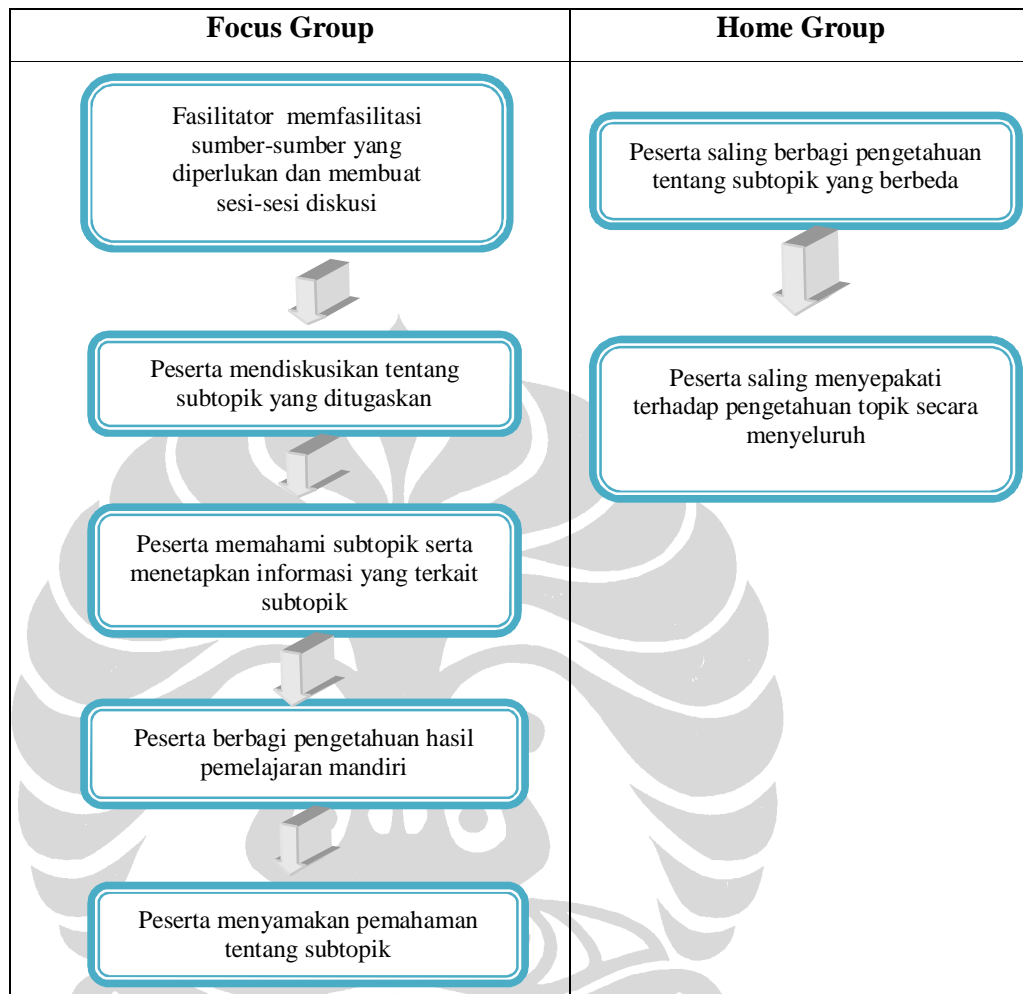 Focus Group
Fasilitator memfasilitasi
sumber-sumber yang
diperlukan dan membuat
sesi-sesi diskusi
Peserta mendiskusikan tentang
subtopik yang ditugaskan
Peserta memahami subtopik serta
menetapkan informasi yang terkait
subtopik
Peserta berbagi pengetahuan hasil
pemelajaran mandiri
Peserta menyamakan pemahaman
tentang subtopik
Home Group
Peserta saling berbagi pengetahuan
tentang subtopik yang berbeda
Peserta saling menyepakati
terhadap pengetahuan topik secara
menyeluruh